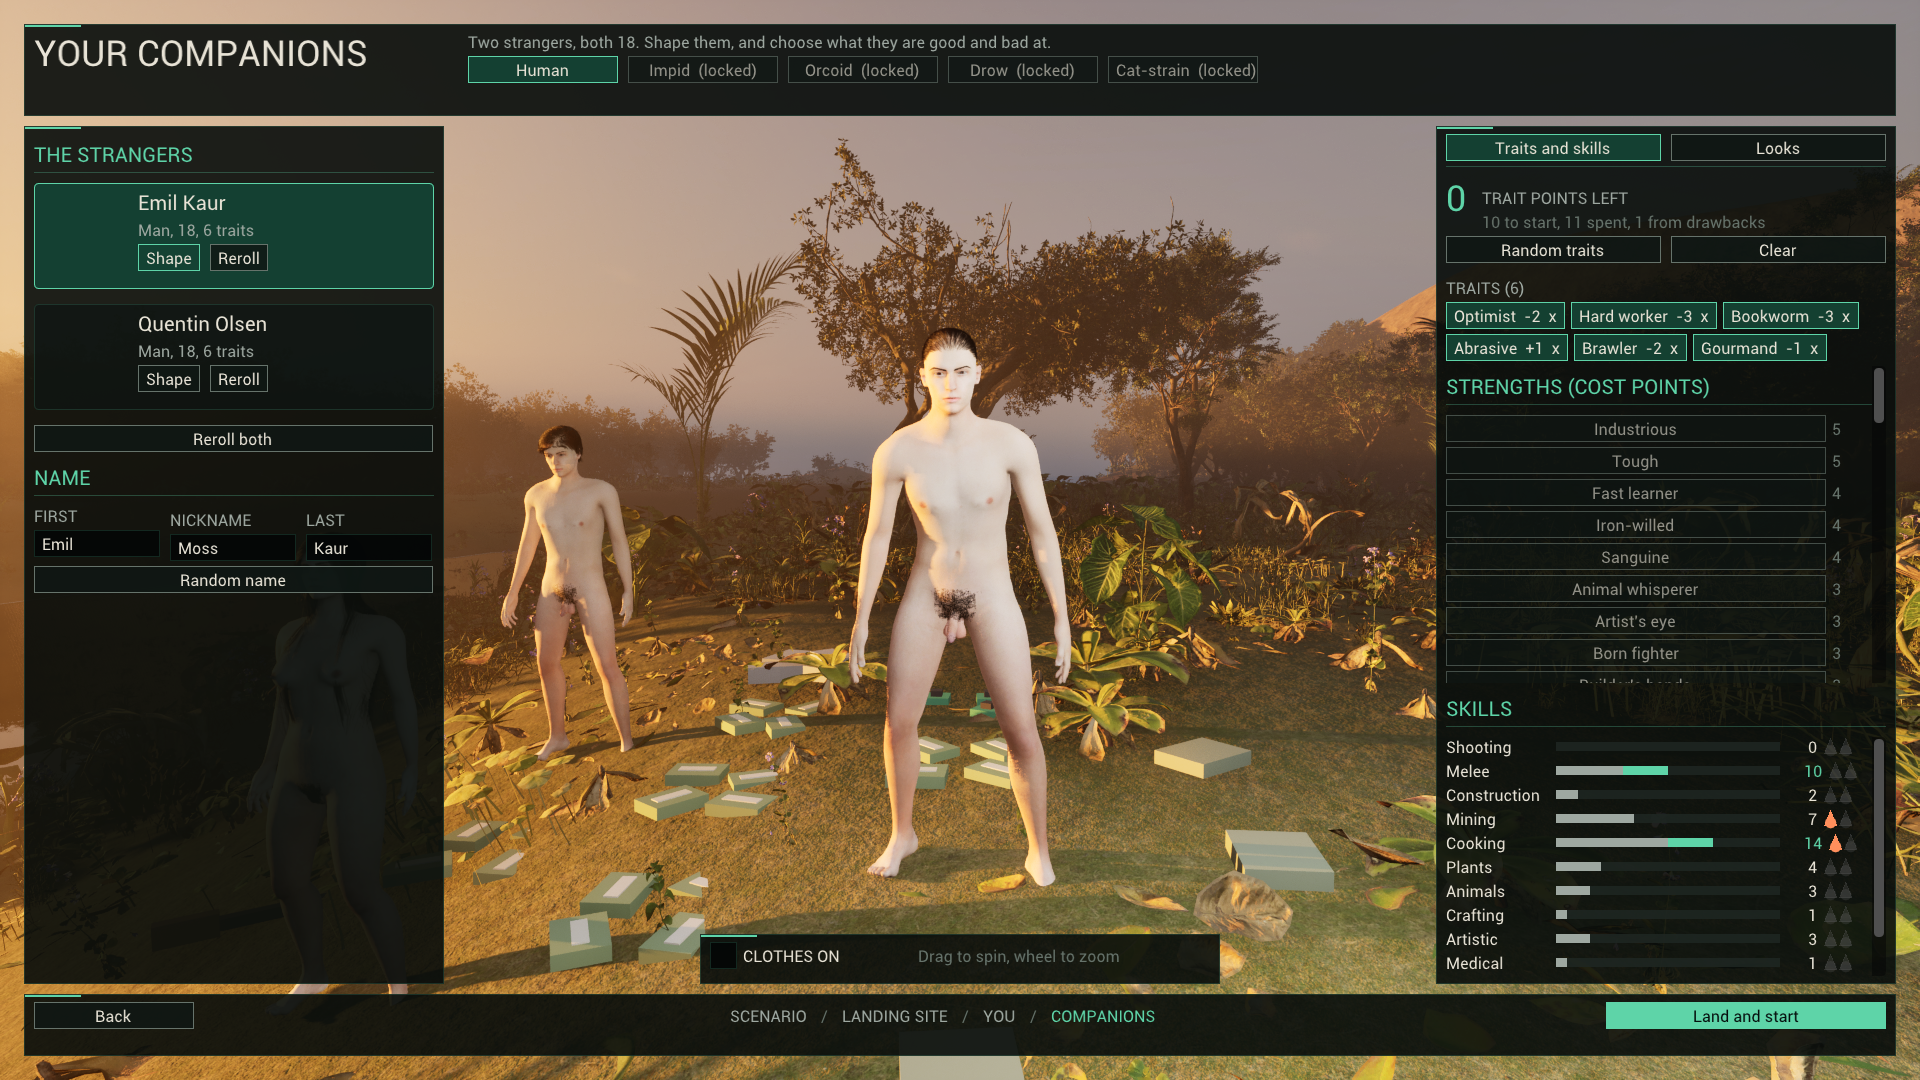 YOUR COMPANIONS
Two strangers, both 18. Shape them, and choose what they are good and bad at.
Human
Impid (locked)
Orcoid (locked)
Drow (locked)
Cat-strain (locked)
THE STRANGERS
Emil Kaur
Man, 18, 6 traits
Shape
Reroll
Quentin Olsen
Man, 18, 6 traits
Shape
Reroll
Reroll both
NAME
FIRST
NICKNAME
LAST
Emil
Moss
Kaur
Random name
CLOTHES ON
Drag to spin, wheel to zoom
Traits and skills
Looks
0 TRAIT POINTS LEFT
10 to start, 11 spent, 1 from drawbacks
Random traits
Clear
TRAITS (6)
Optimist -2 x
Hard worker -3 x
Bookworm -3 x
Abrasive +1 x
Brawler -2 x
Gourmand -1 x
STRENGTHS (COST POINTS)
Industrious 5
Tough 5
Fast learner 4
Iron-willed 4
Sanguine 4
Animal whisperer 3
Artist's eye 3
Born fighter 3
SKILLS
Shooting 0
Melee 10
Construction 2
Mining 7
Cooking 14
Plants 4
Animals 3
Crafting 1
Artistic 3
Medical 1
Back
SCENARIO / LANDING SITE / YOU / COMPANIONS
Land and start